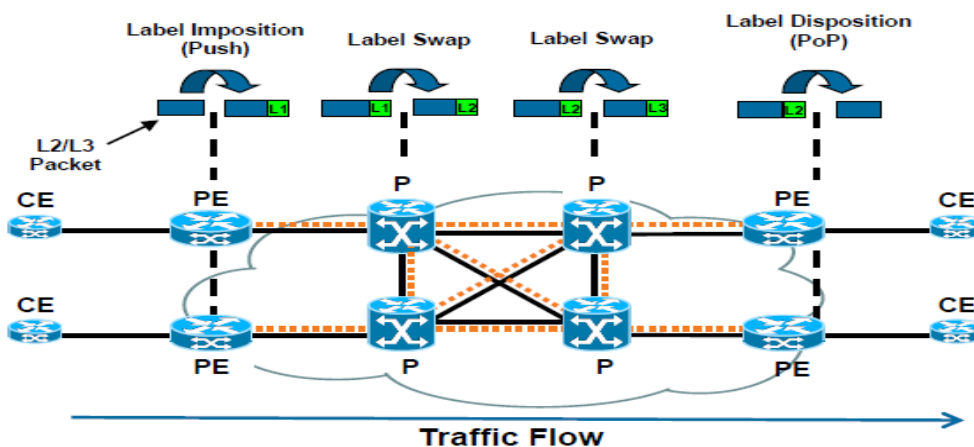 Label Imposition
(Push)
Label Swap
Label Swap
Label Disposition
(PoP)
L1
L1
L2
L2
L3
L2
L2/L3
Packet
CE
PE
P
P
PE
CE
CE
PE
P
P
PE
CE
Traffic Flow